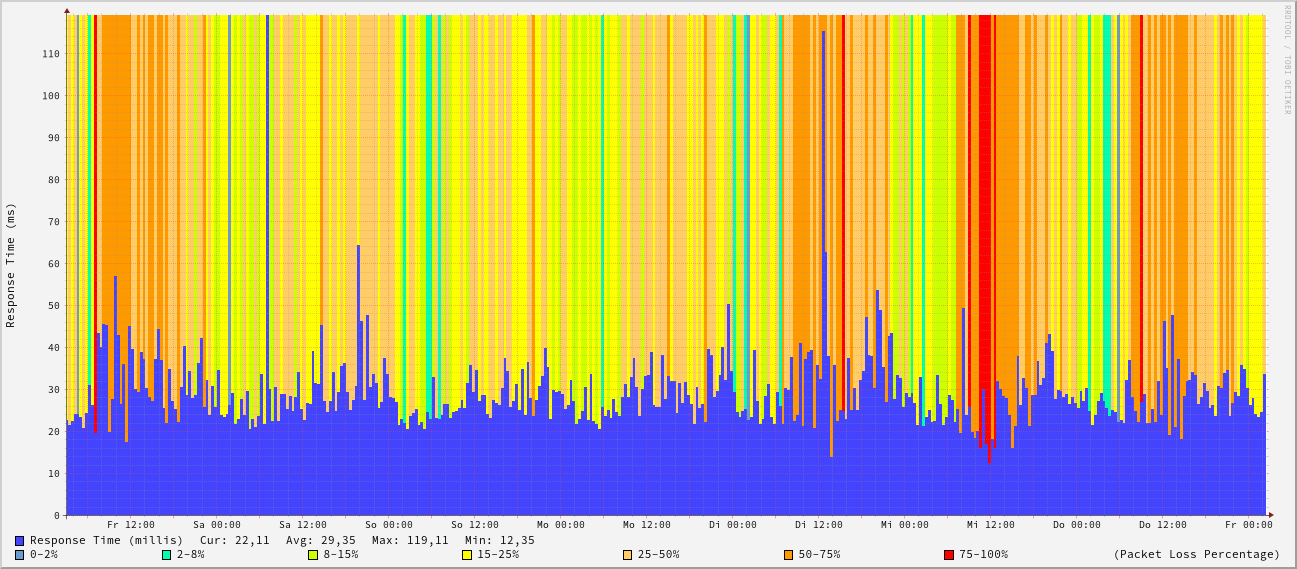 RRDTOOL / TOBI OETIKER
Response Time (ms)
110
100
90
80
70
60
50
40
30
20
10
0
Fr 12:00 Sa 00:00 Sa 12:00 So 00:00 So 12:00 Mo 00:00 Mo 12:00 Di 00:00 Di 12:00 Mi 00:00 Mi 12:00 Do 00:00 Do 12:00 Fr 00:00
Response Time (millis) Cur: 22,11 Avg: 29,35 Max: 119,11 Min: 12,35
0-2% 2-8% 8-15% 15-25% 25-50% 50-75% 75-100% (Packet Loss Percentage)